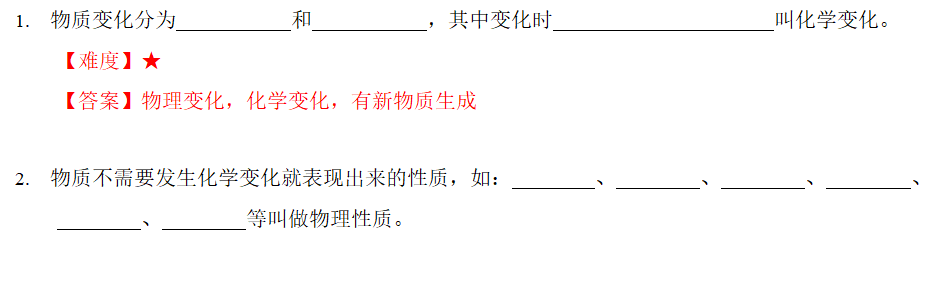 1. 物质变化分为___________和___________，其中变化时_____________________叫化学变化。
【难度】★
【答案】物理变化，化学变化，有新物质生成
2. 物质不需要发生化学变化就表现出来的性质，如：________、________、________、________、
________、________等叫做物理性质。